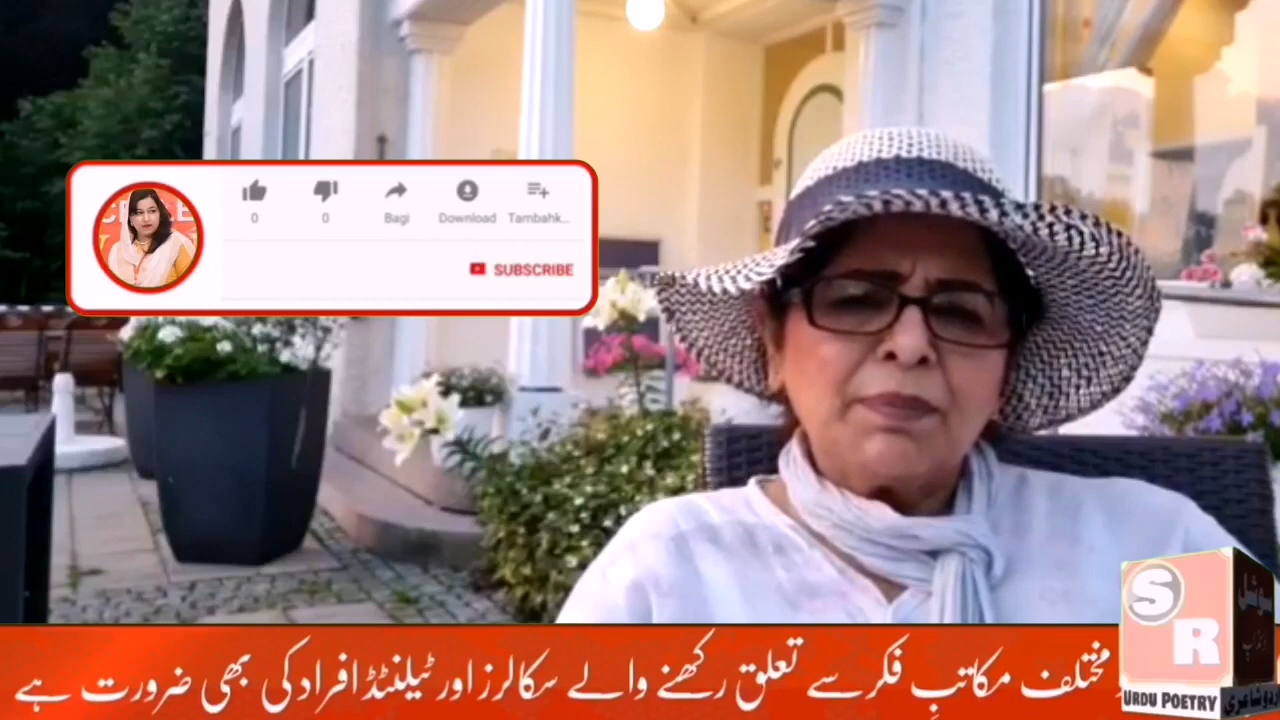 0
0
Bagi
Download
Tambahk...
SUBSCRIBE
مختلف مکاتبِ فکر سے تعلق رکھنے والے سکالرز اور ٹیلنٹڈ افراد کی بھی ضرورت ہے
S
R
URDU POETRY
سوشل